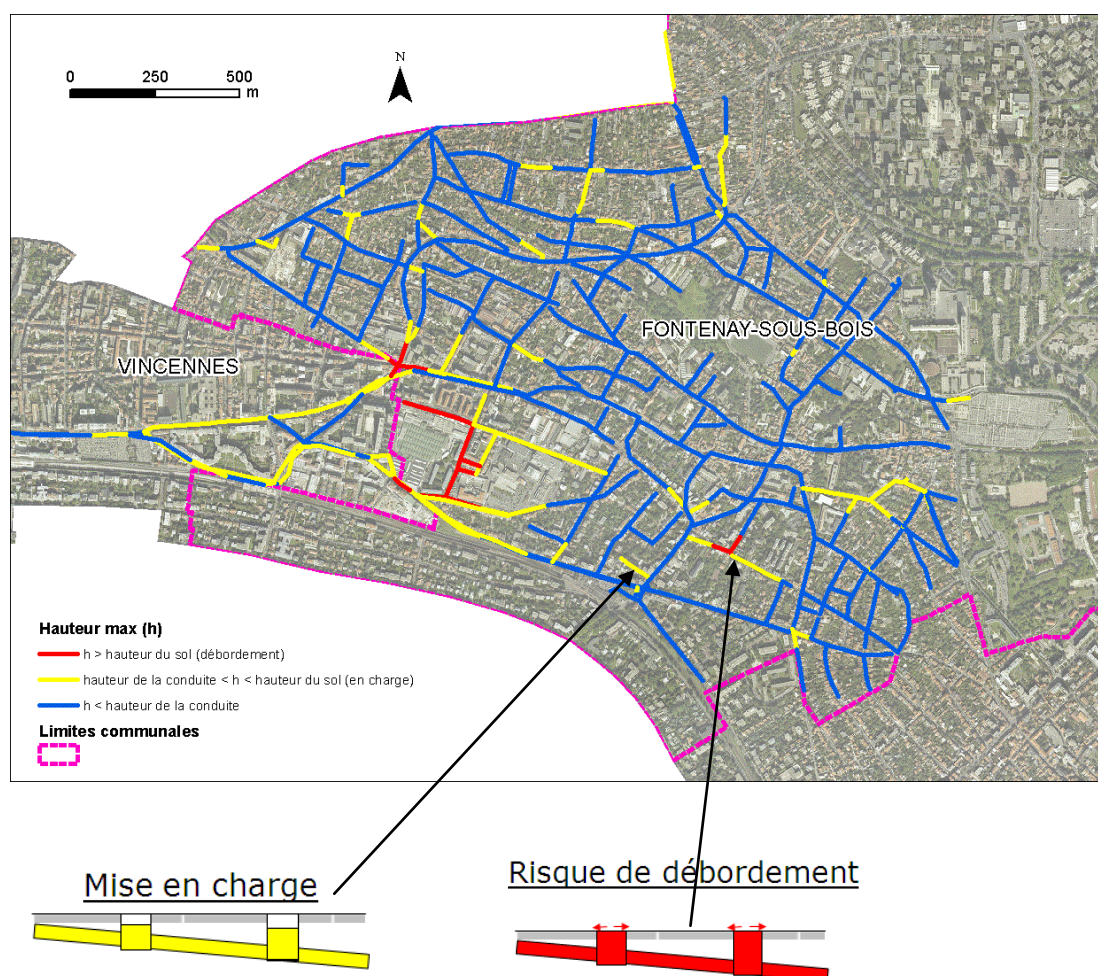 N
0 250 500
m
FONTENAY-SOUS-BOIS
VINCENNES
Hauteur max (h)
h > hauteur du sol (débordement)
hauteur de la conduite < h < hauteur du sol (en charge)
h < hauteur de la conduite
Limites communales
Mise en charge
Risque de débordement